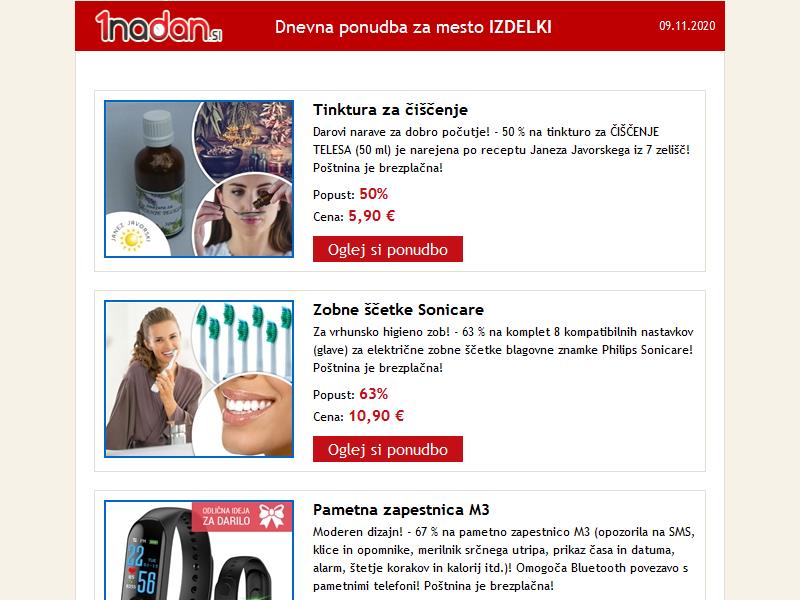 1nadan.SI
Dnevna ponudba za mesto IZDELKI
09.11.2020
Tinktura za čiščenje
Darovi narave za dobro počutje! - 50 % na tinkturo za ČIŠČENJE
TELESA (50 ml) je narejena po receptu Janeza Javorskega iz 7 zelišč!
Poštnina je brezplačna!
Popust: 50%
Cena: 5,90 €
Oglej si ponudbo
JANEZ JAVORSKI
Zobne ščetke Sonicare
Za vrhunsko higieno zob! - 63 % na komplet 8 kompatibilnih nastavkov
(glave) za električne zobne ščetke blagovne znamke Philips Sonicare!
Poštnina je brezplačna!
Popust: 63%
Cena: 10,90 €
Oglej si ponudbo
ODLIČNA IDEJA
ZA DARILO
Pametna zapestnica M3
Moderen dizajn! - 67 % na pametno zapestnico M3 (opozorila na SMS,
klice in opomnike, merilnik srčnega utripa, prikaz časa in datuma,
alarm, štetje korakov in kalorij itd.)! Omogoča Bluetooth povezavo s
pametnimi telefoni! Poštnina je brezplačna!